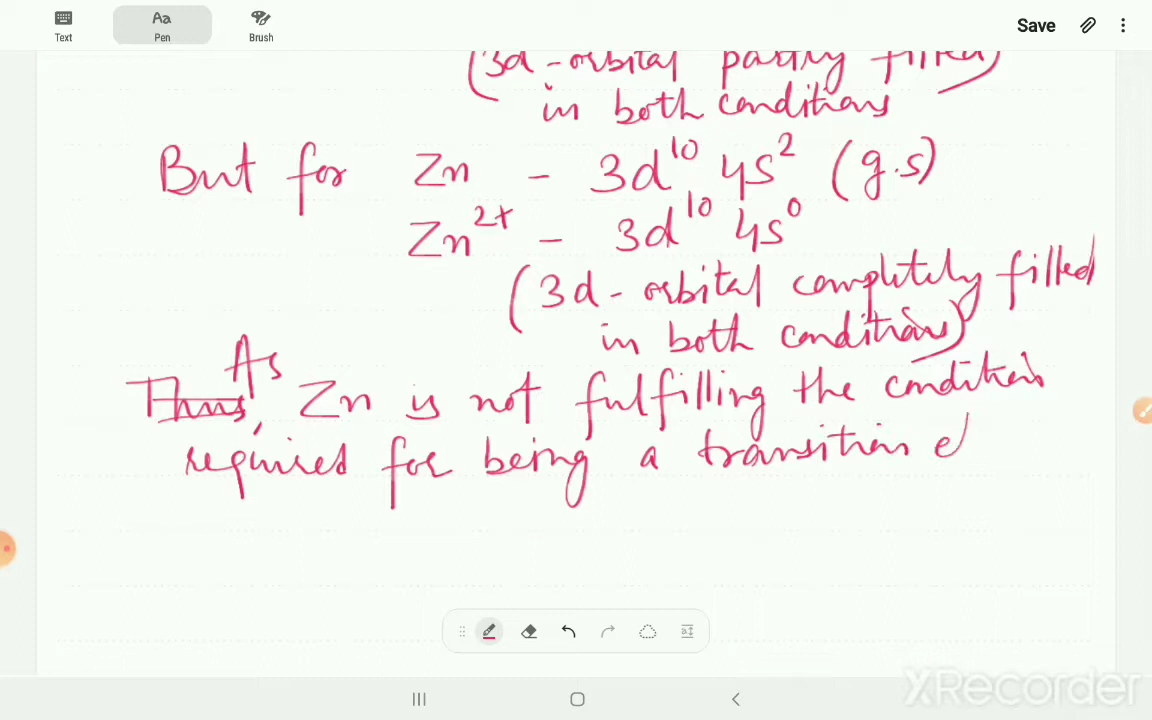 Text
Aa
Pen
Brush
Save
(3d-orbital partly filled)
in both conditions
But for Zn - 3d¹⁰ 4s² (g.s)
Zn²⁺ - 3d¹⁰ 4s⁰
(3d-orbital completely filled
in both conditions)
As
Thus, Zn is not fulfilling the condition
required for being a transition el
XRecorder